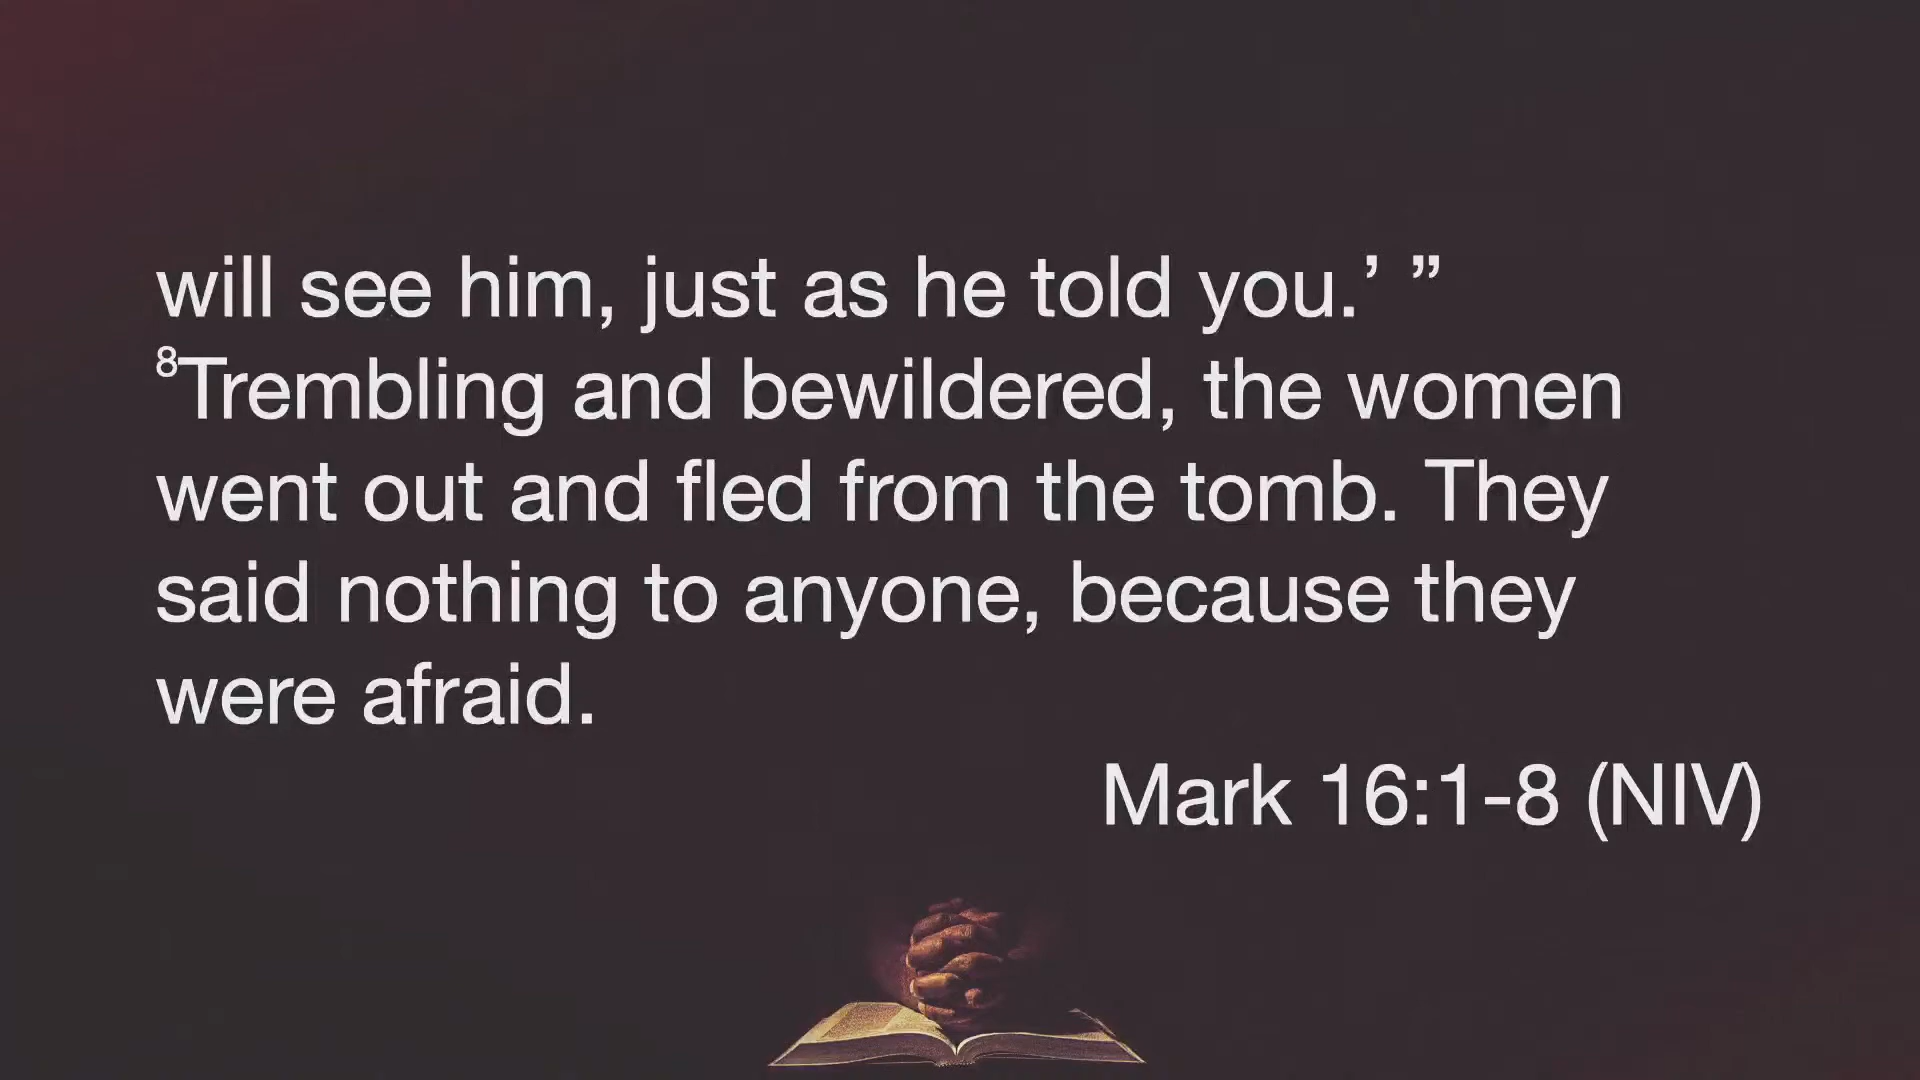 will see him, just as he told you.’ ”
⁸Trembling and bewildered, the women
went out and fled from the tomb. They
said nothing to anyone, because they
were afraid.
Mark 16:1-8 (NIV)